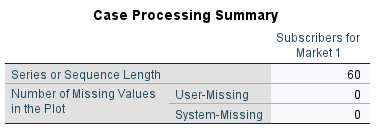 Case Processing Summary
Subscribers for
Market 1
Series or Sequence Length 60
Number of Missing Values User-Missing 0
in the Plot System-Missing 0